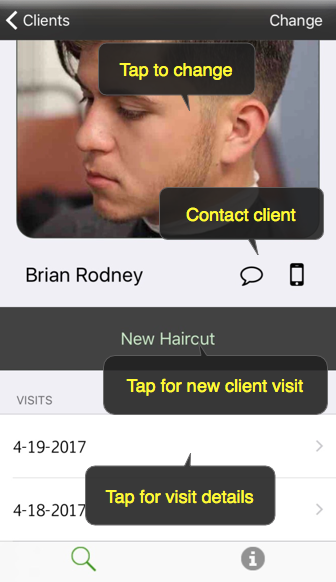 Clients
Change
Tap to change
Contact client
Brian Rodney
New Haircut
Tap for new client visit
VISITS
4-19-2017
Tap for visit details
4-18-2017